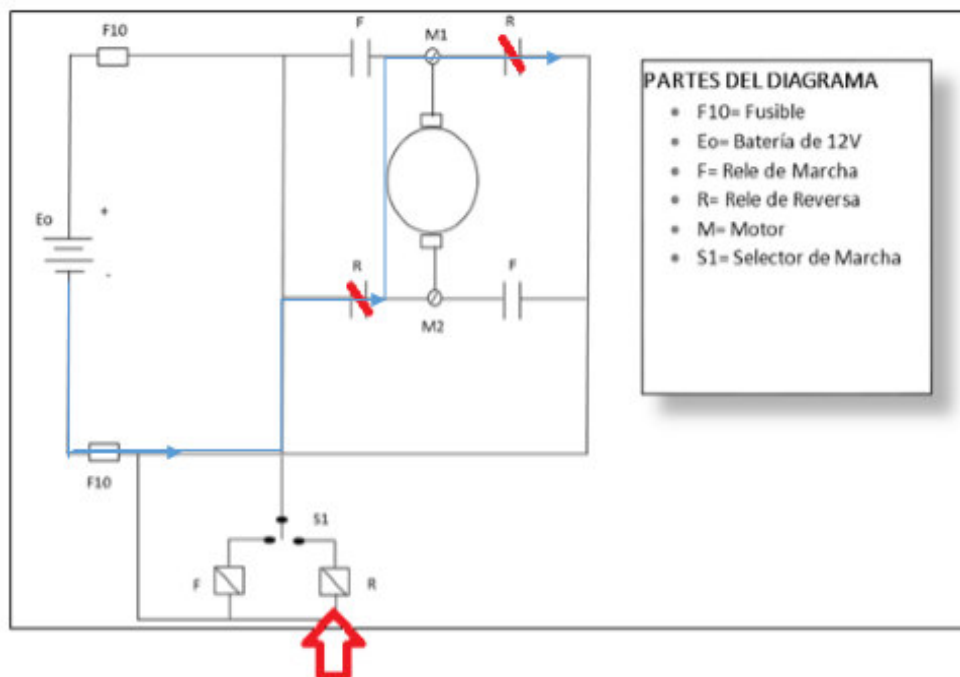 F10
F
M1
R
Eo
+
-
R
M2
F
F10
S1
F
R
PARTES DEL DIAGRAMA
• F10= Fusible
• Eo= Batería de 12V
• F= Rele de Marcha
• R= Rele de Reversa
• M= Motor
• S1= Selector de Marcha